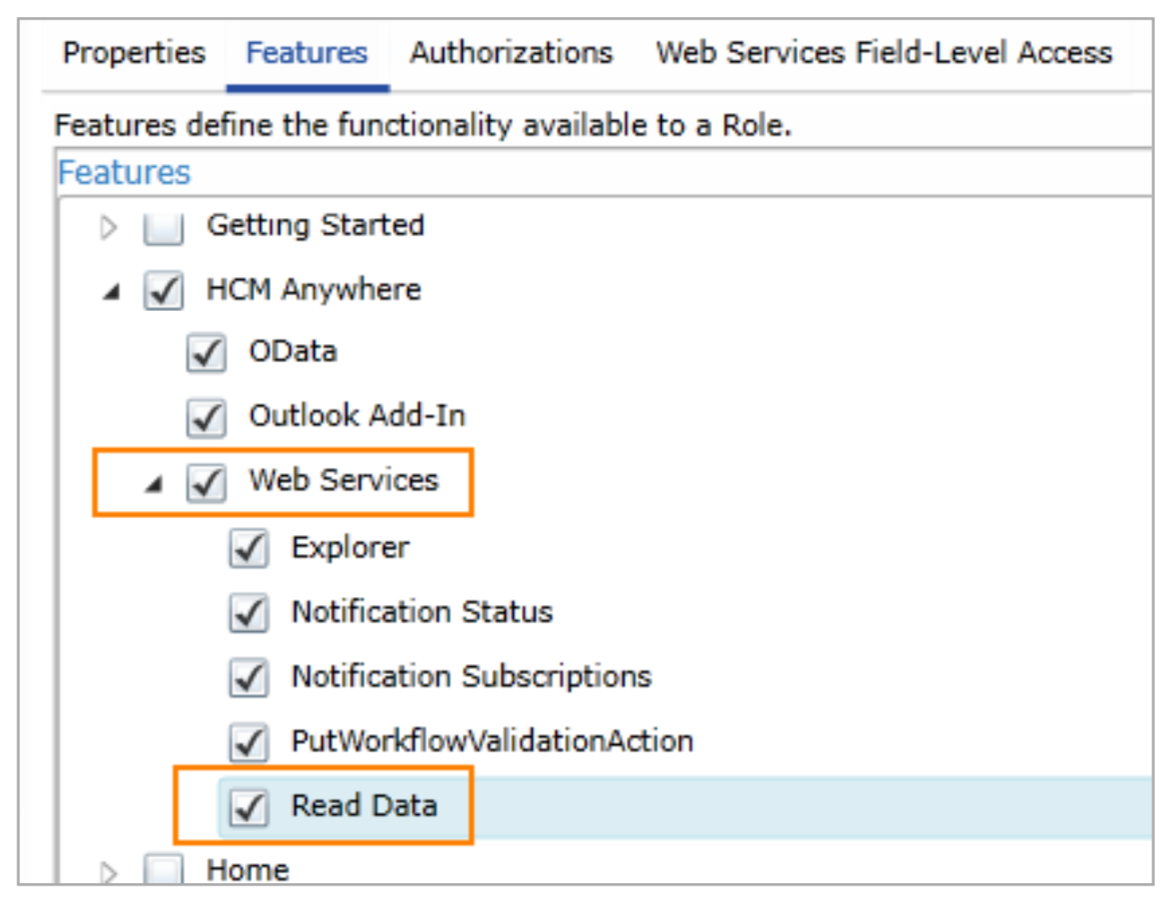 Properties Features Authorizations Web Services Field-Level Access
Features define the functionality available to a Role.
Features
Getting Started
HCM Anywhere
OData
Outlook Add-In
Web Services
Explorer
Notification Status
Notification Subscriptions
PutWorkflowValidationAction
Read Data
Home